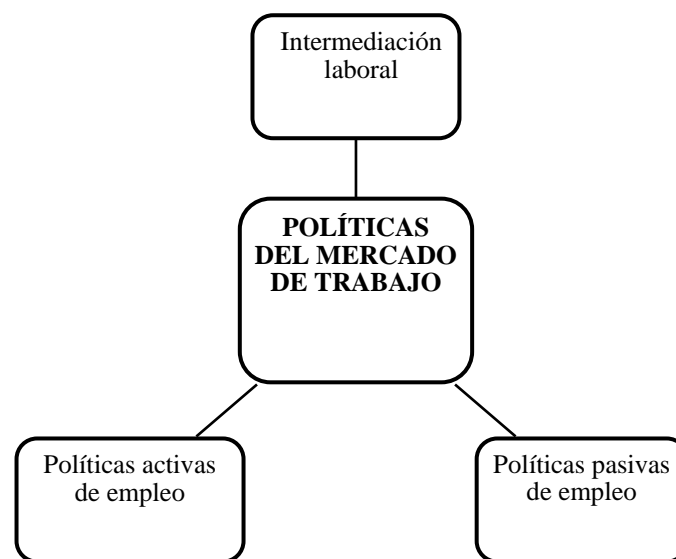 Intermediación
laboral
POLÍTICAS
DEL MERCADO
DE TRABAJO
Políticas activas
de empleo
Políticas pasivas
de empleo